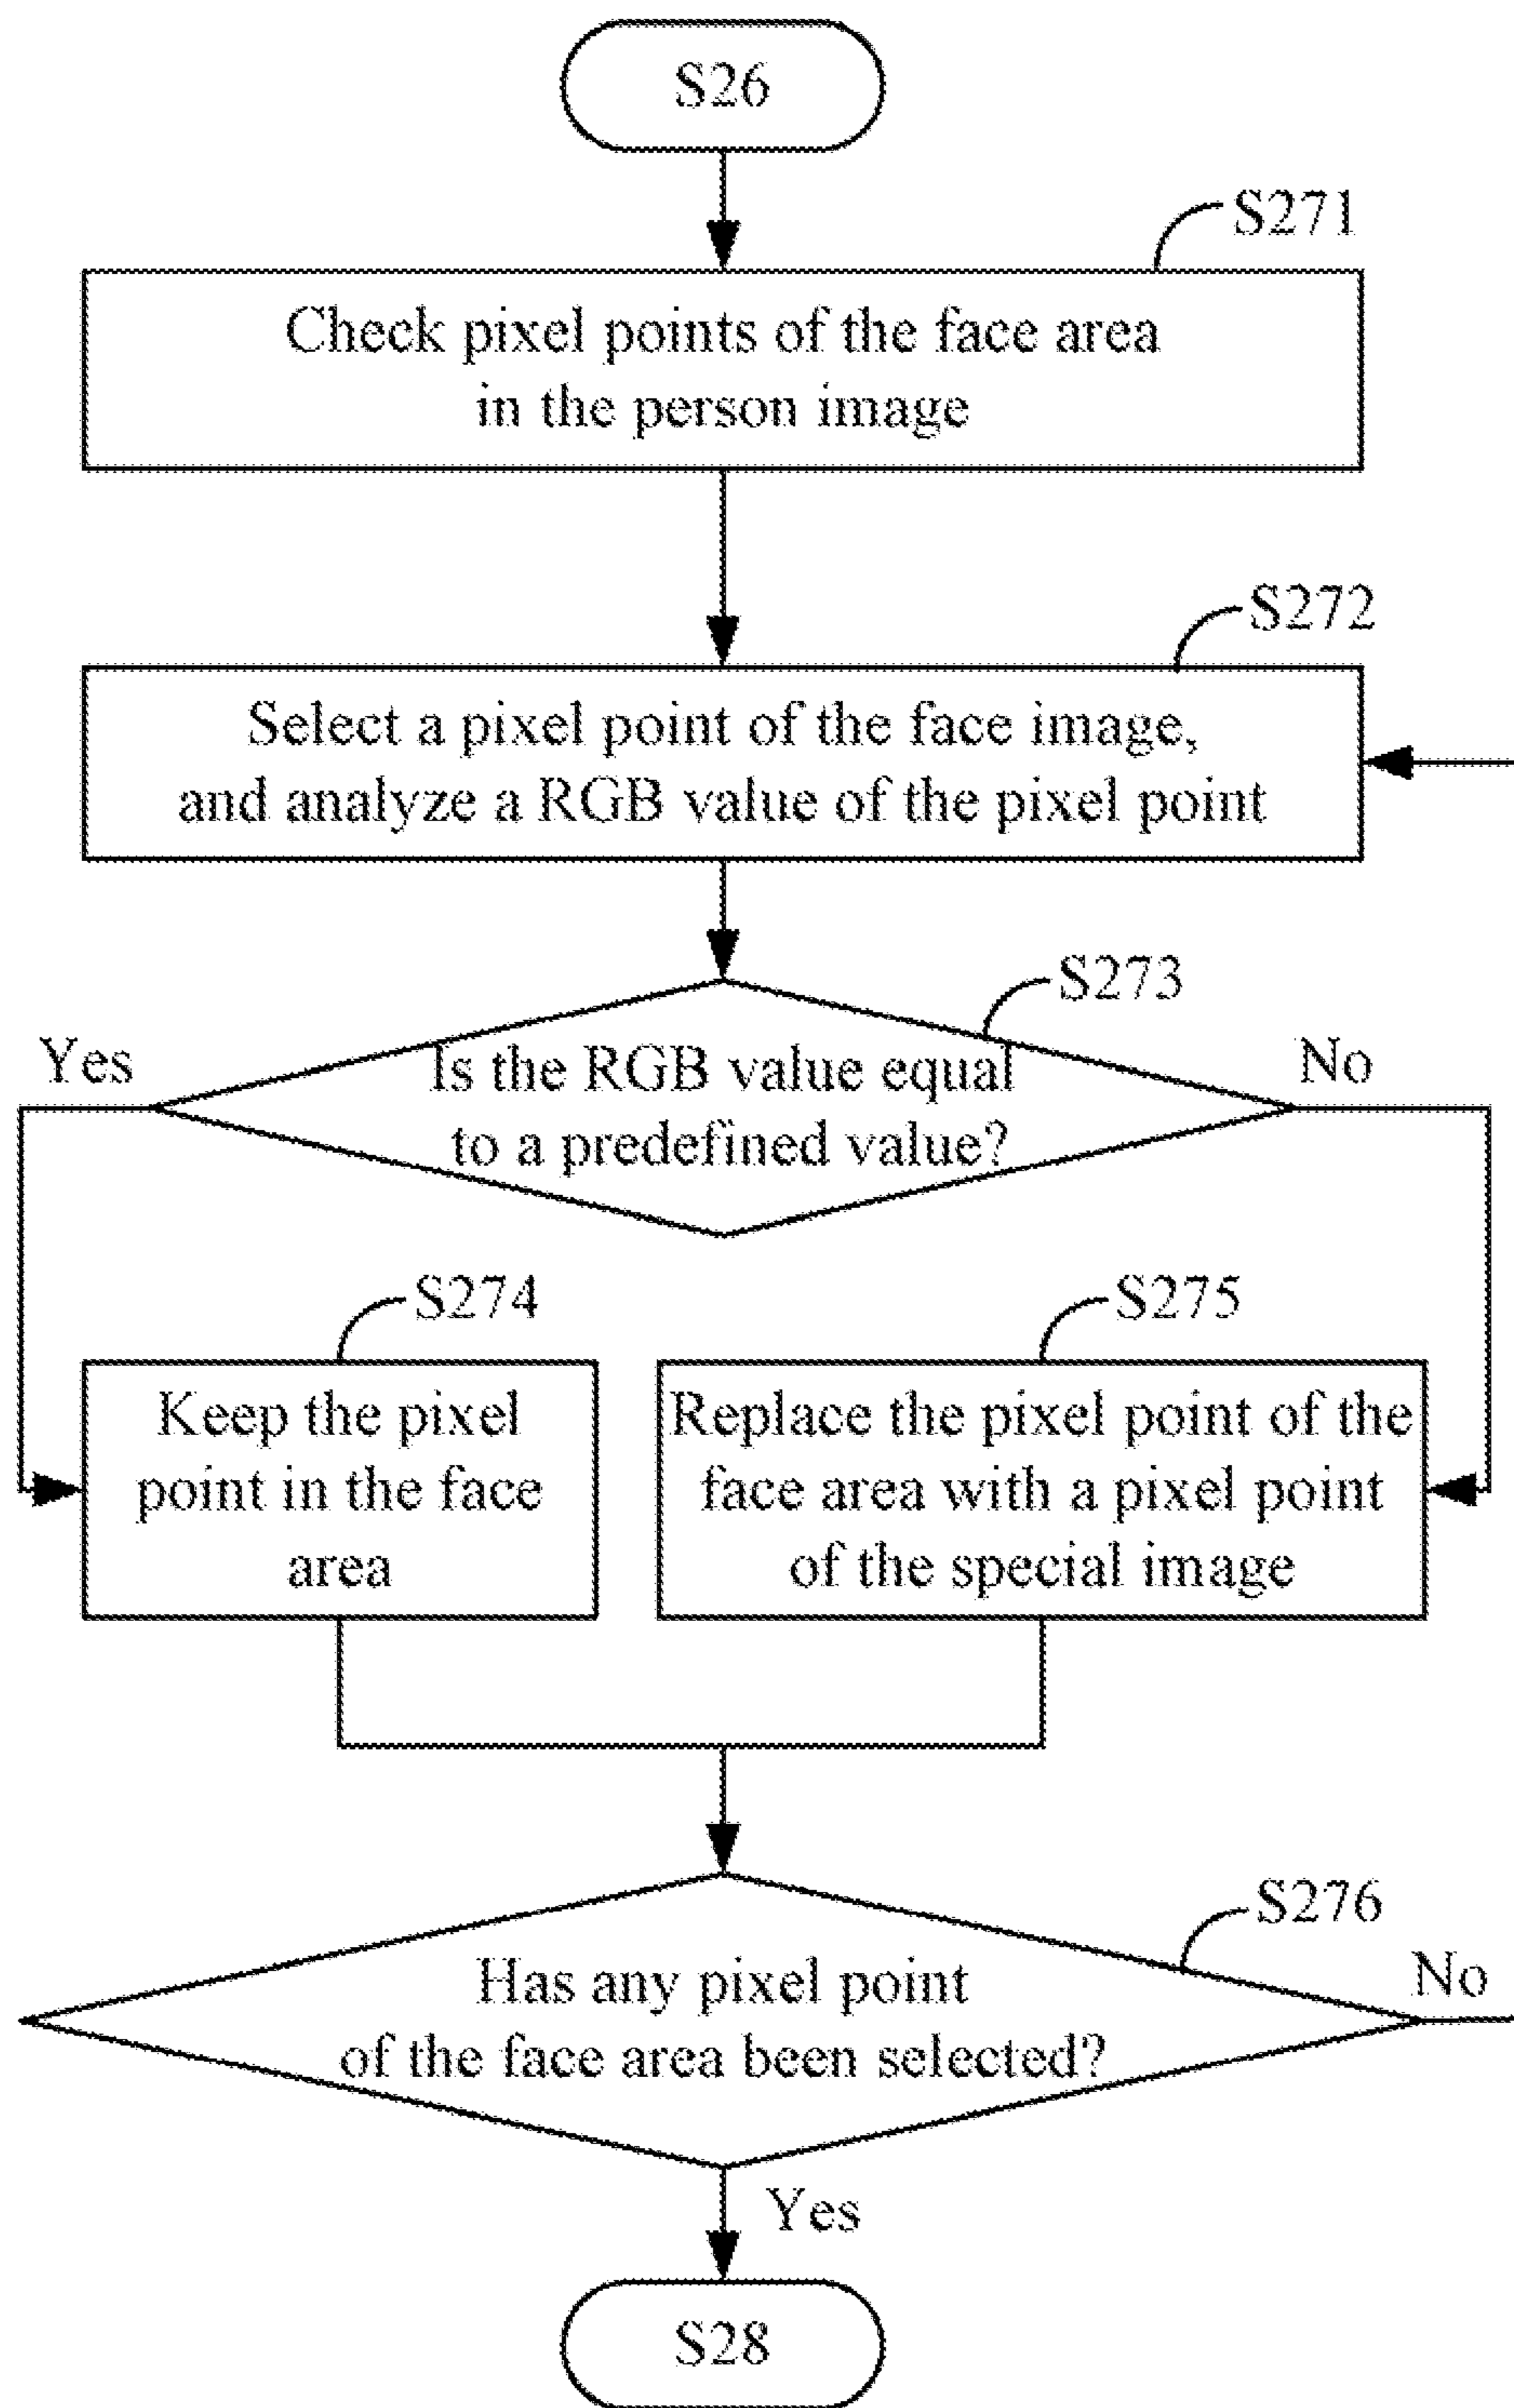 S26
S271
Check pixel points of the face area
in the person image
S272
Select a pixel point of the face image,
and analyze a RGB value of the pixel point
S273
Yes
Is the RGB value equal
to a predefined value?
No
S274
Keep the pixel
point in the face
area
S275
Replace the pixel point of the
face area with a pixel point
of the special image
S276
Has any pixel point
of the face area been selected?
No
Yes
S28